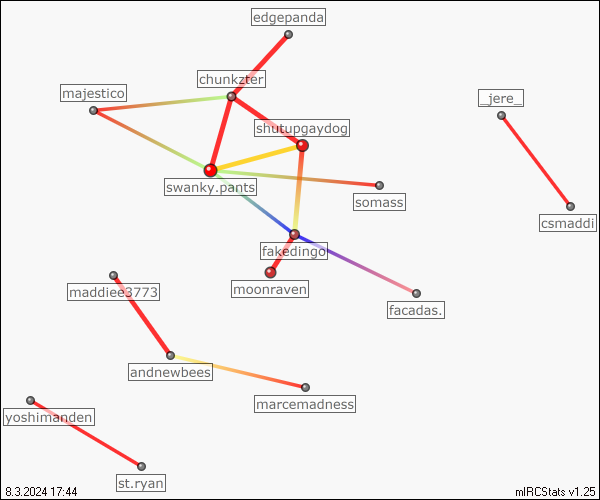 edgepanda
chunkzter
majestico
_jere_
shutupgaydog
swanky.pants
somass
csmaddi
fakedingo
moonraven
maddiee3773
facadas.
andnewbees
marcemadness
yoshimanden
st.ryan
8.3.2024 17:44
mIRCStats v1.25